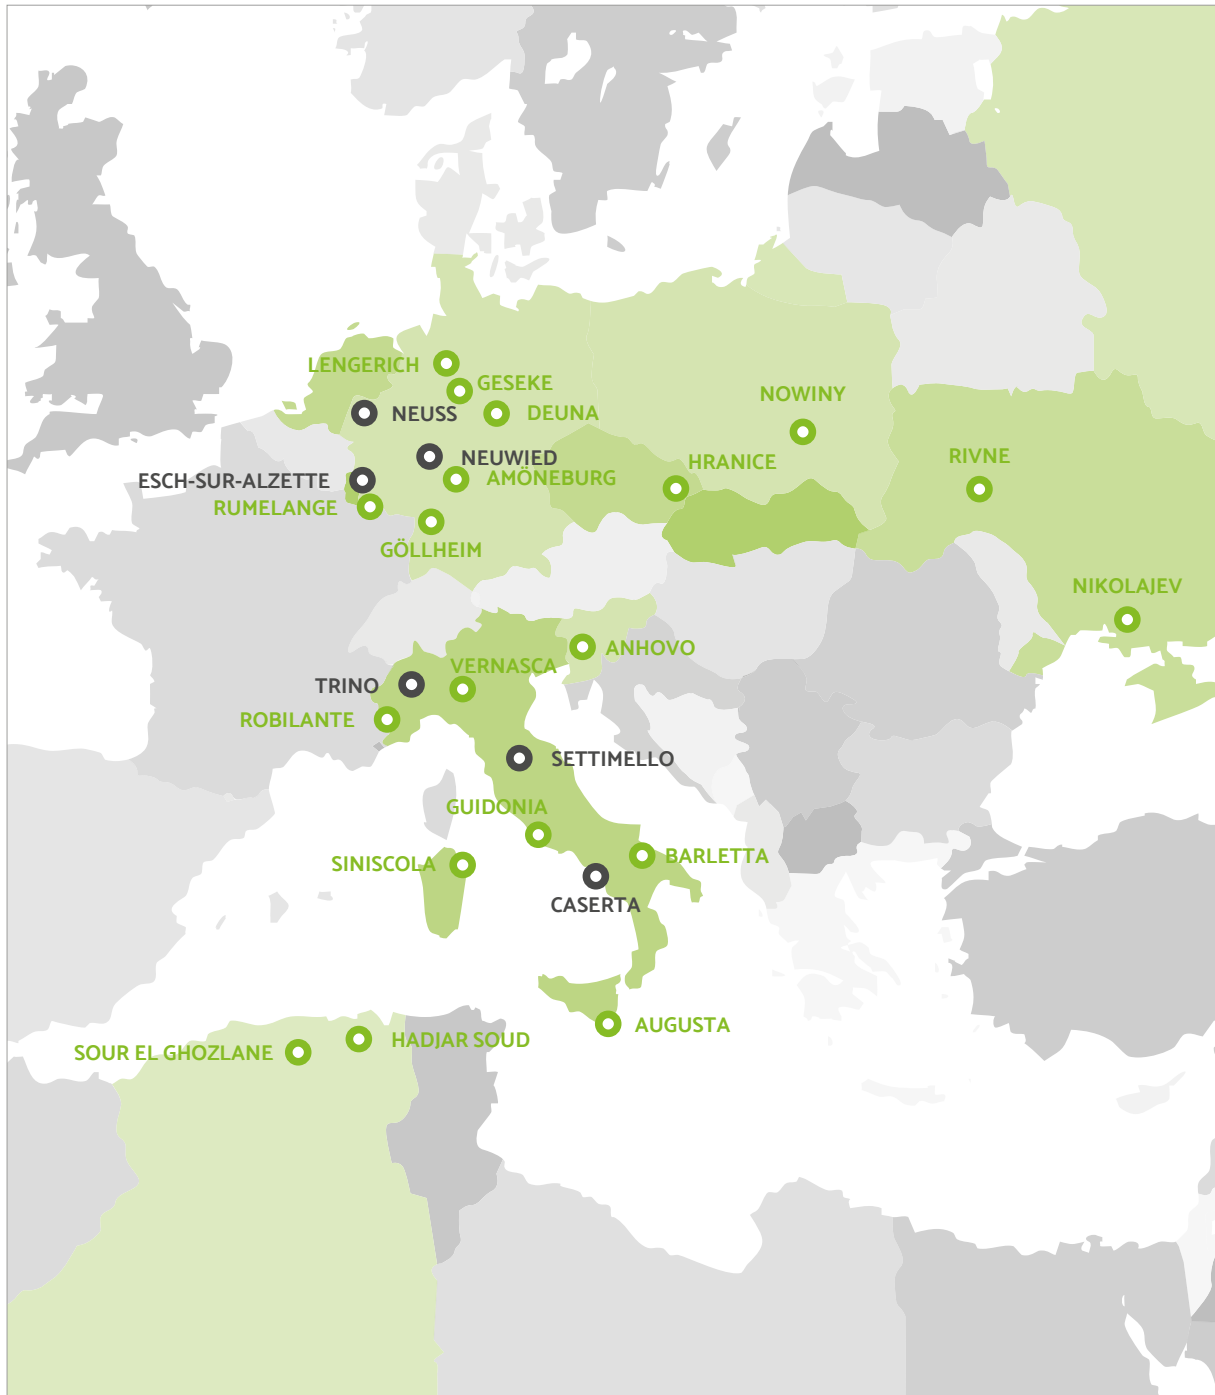 LENGERICH
GESEKE
NOWINY
NEUSS
DEUNA
NEUWIED
RIVNE
HRANICE
ESCH-SUR-ALZETTE
AMÖNEBURG
RUMELANGE
GÖLLHEIM
NIKOLAJEV
ANHOVO
VERNASCA
TRINO
ROBILANTE
SETTIMELLO
GUIDONIA
BARLETTA
SINISCOLA
CASERTA
AUGUSTA
HADJAR SOUD
SOUR EL GHOZLANE